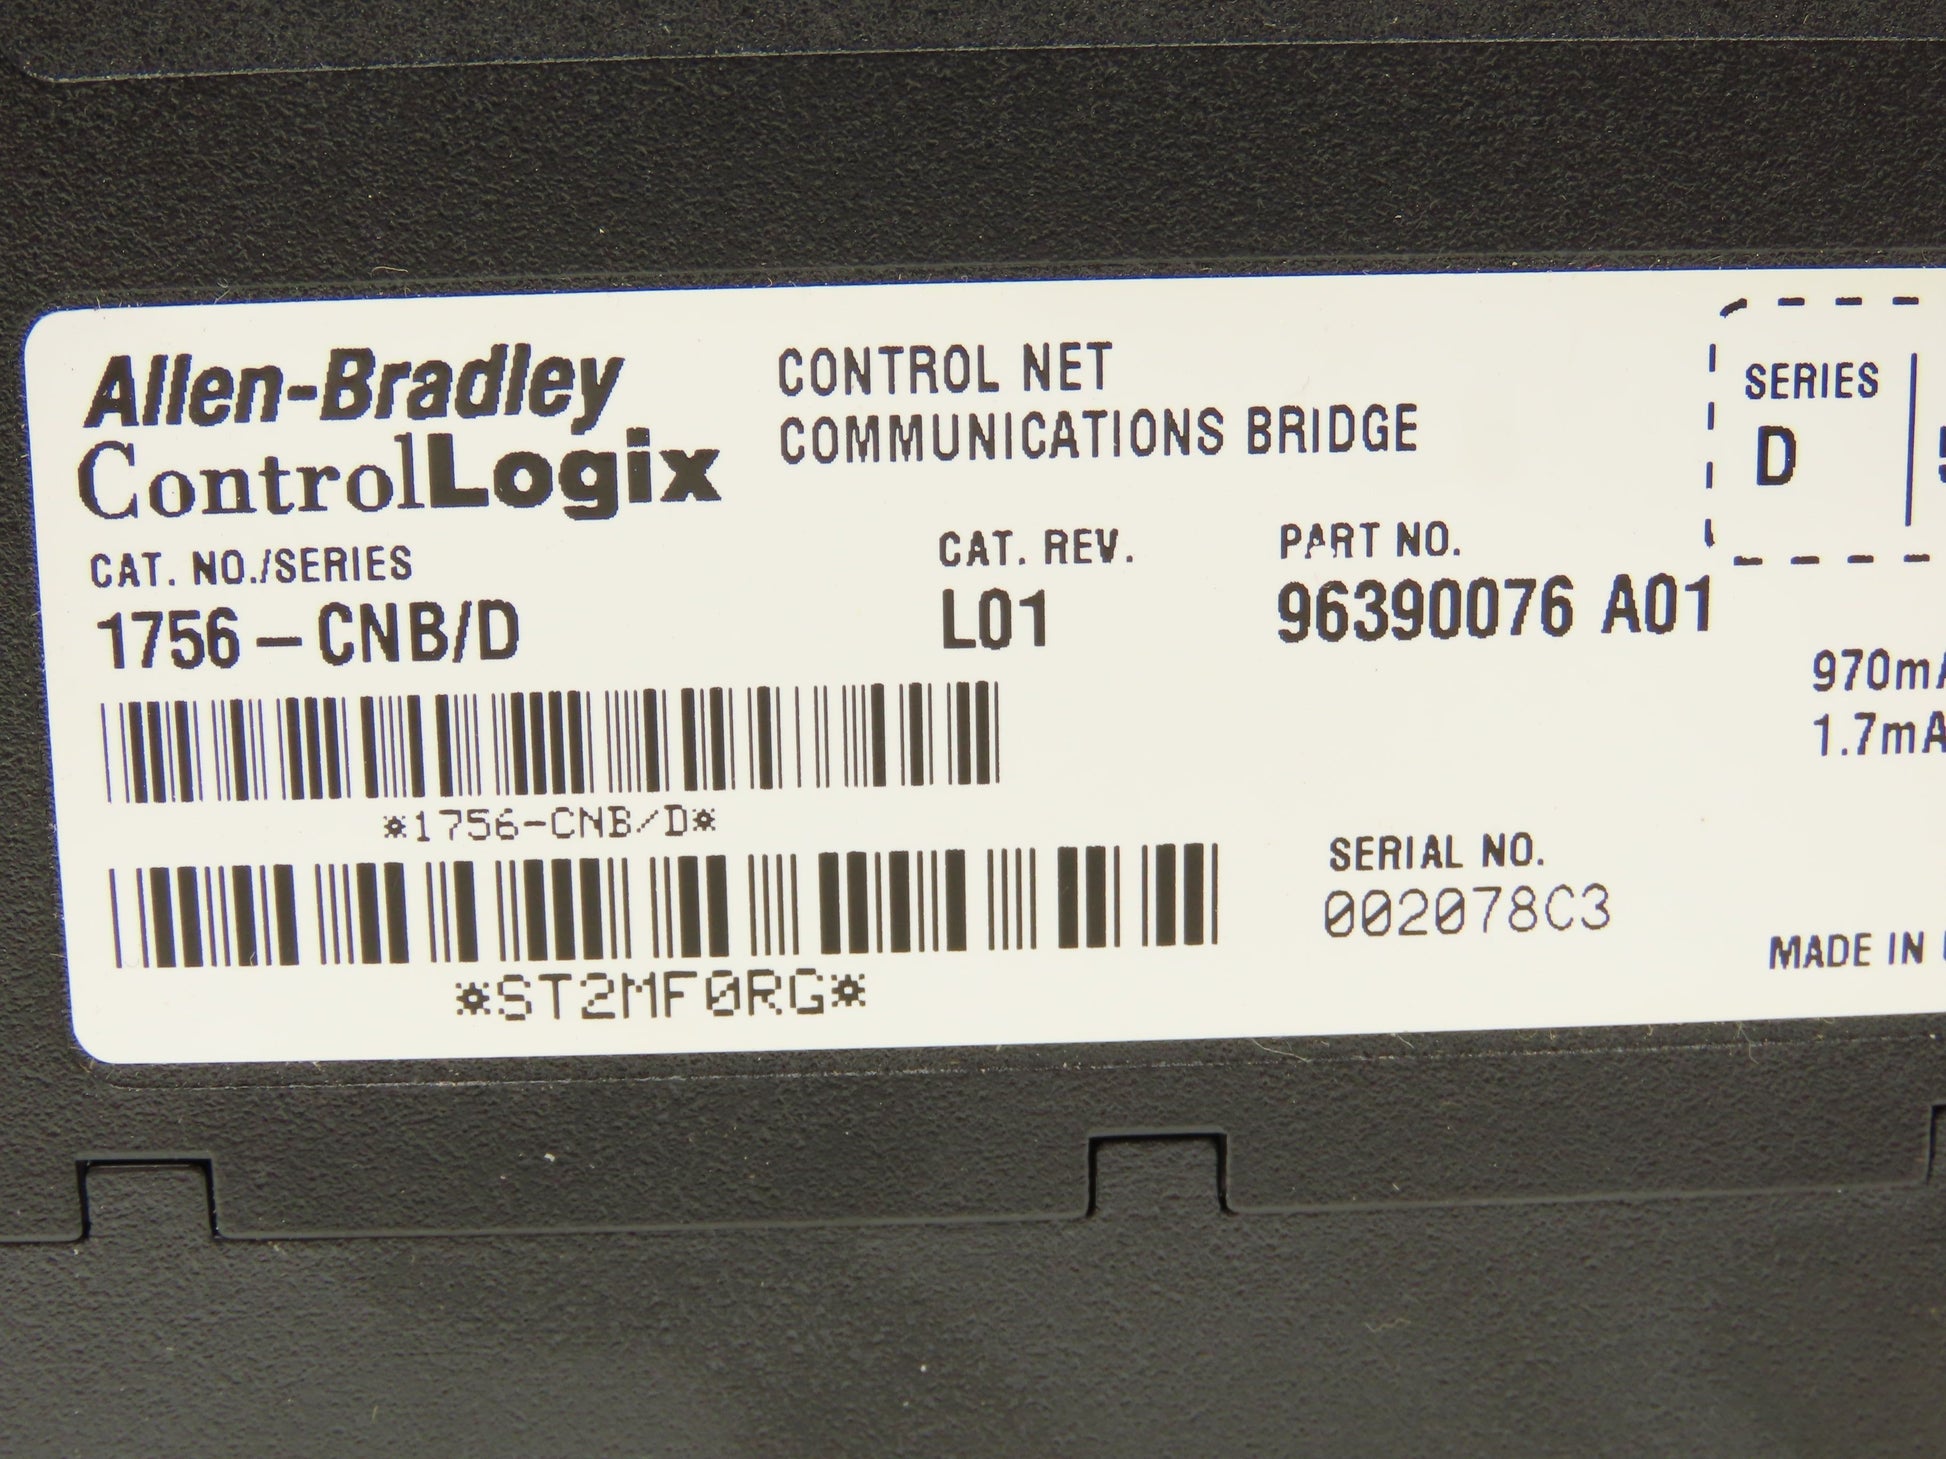 Allen-Bradley
ControlLogix
CONTROL NET
COMMUNICATIONS BRIDGE
SERIES
D
CAT. NO./SERIES
1756-CNB/D
CAT. REV.
L01
PART NO.
96390076 A01
970mA
1.7mA
*1756-CNB/D*
SERIAL NO.
002078C3
*ST2MF0RG*
MADE IN